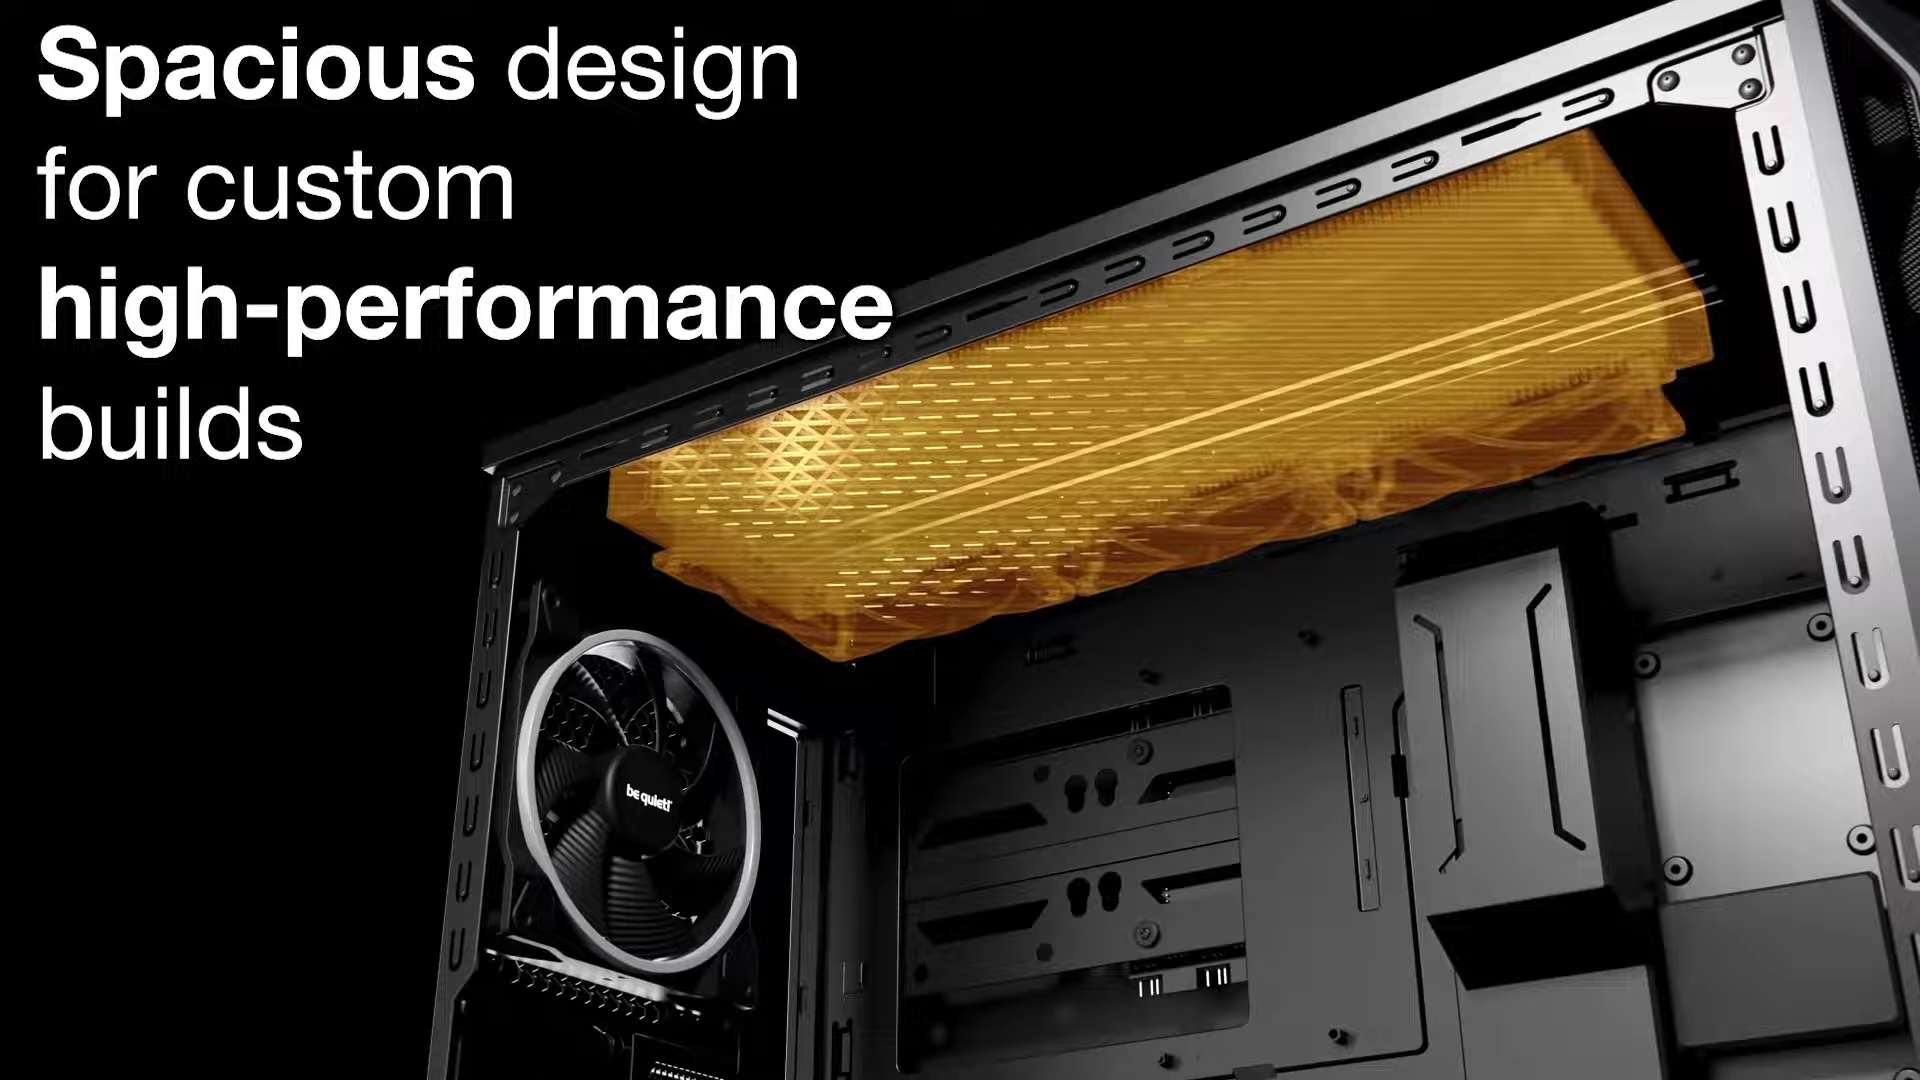 Spacious design
for custom
high-performance
builds
be quiet!